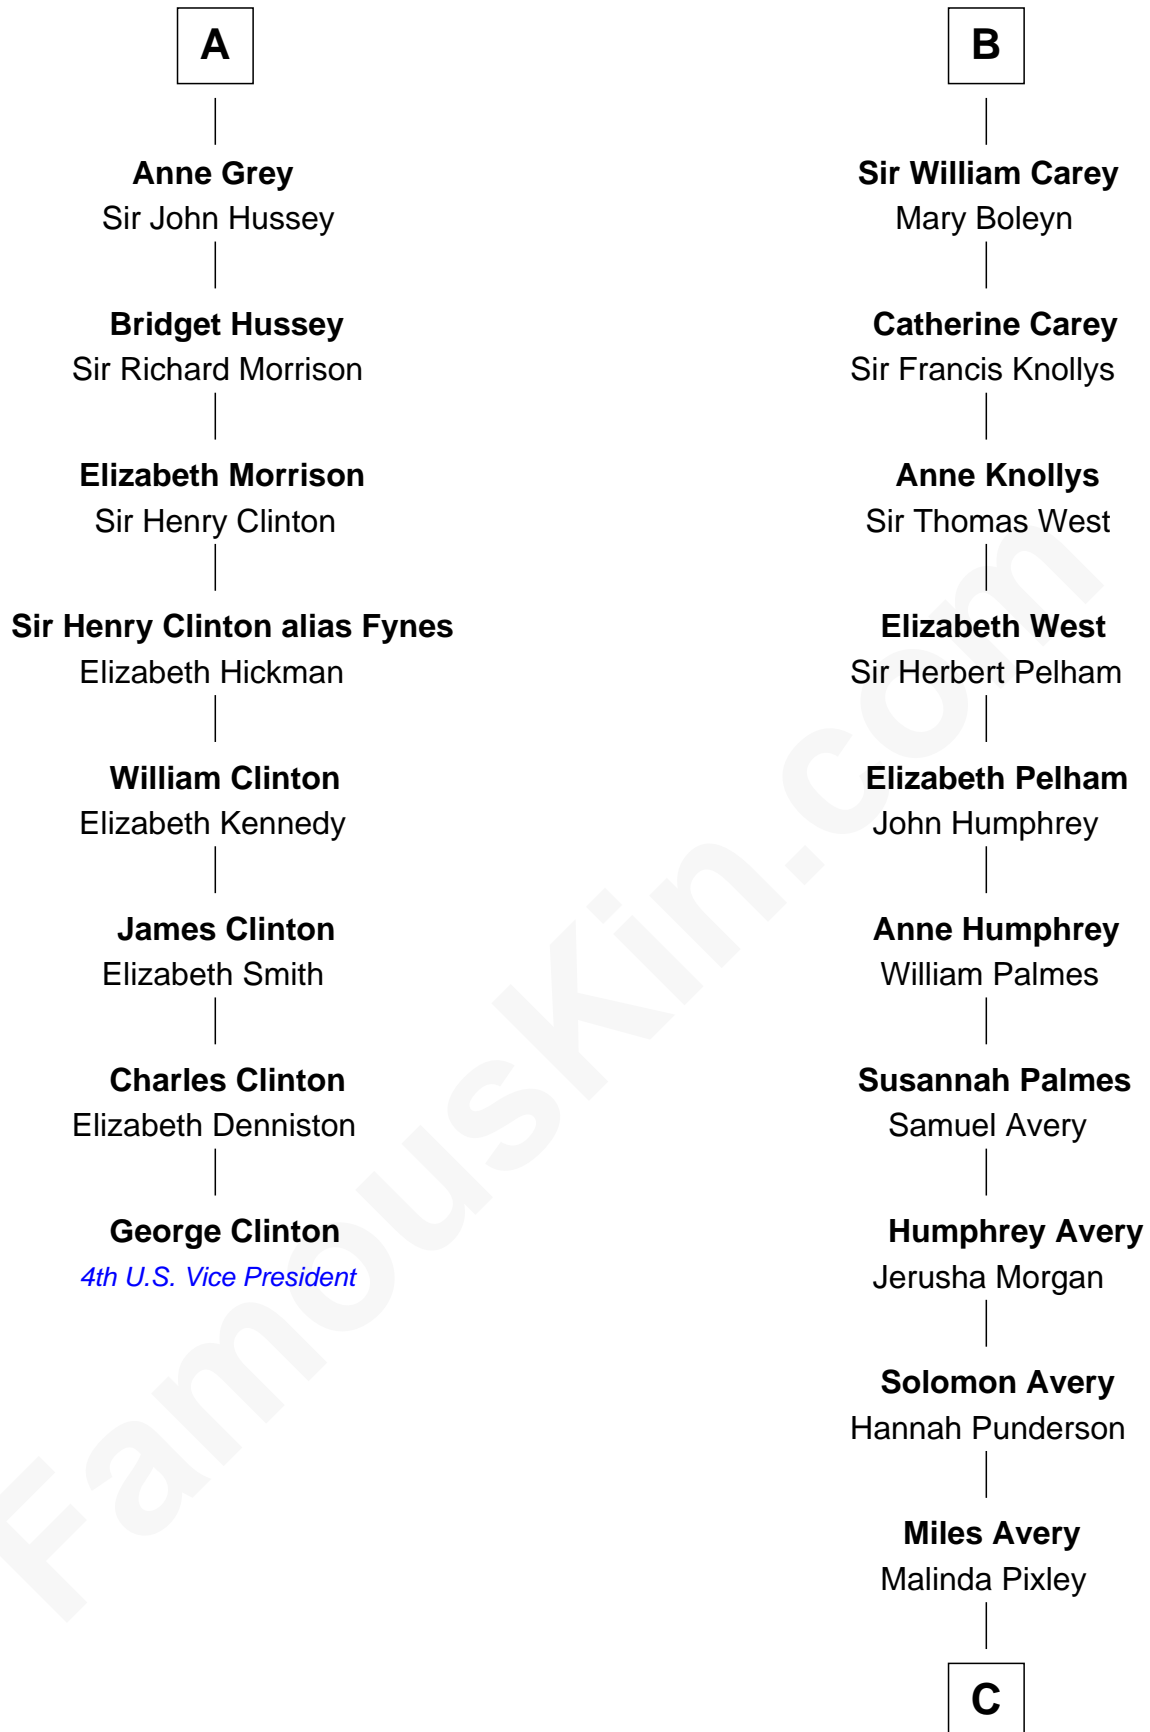 A
Anne Grey
Sir John Hussey
Bridget Hussey
Sir Richard Morrison
Elizabeth Morrison
Sir Henry Clinton
Sir Henry Clinton alias Fynes
Elizabeth Hickman
William Clinton
Elizabeth Kennedy
James Clinton
Elizabeth Smith
Charles Clinton
Elizabeth Denniston
George Clinton
4th U.S. Vice President
B
Sir William Carey
Mary Boleyn
Catherine Carey
Sir Francis Knollys
Anne Knollys
Sir Thomas West
Elizabeth West
Sir Herbert Pelham
Elizabeth Pelham
John Humphrey
Anne Humphrey
William Palmes
Susannah Palmes
Samuel Avery
Humphrey Avery
Jerusha Morgan
Solomon Avery
Hannah Punderson
Miles Avery
Malinda Pixley
C
FamousKin.com